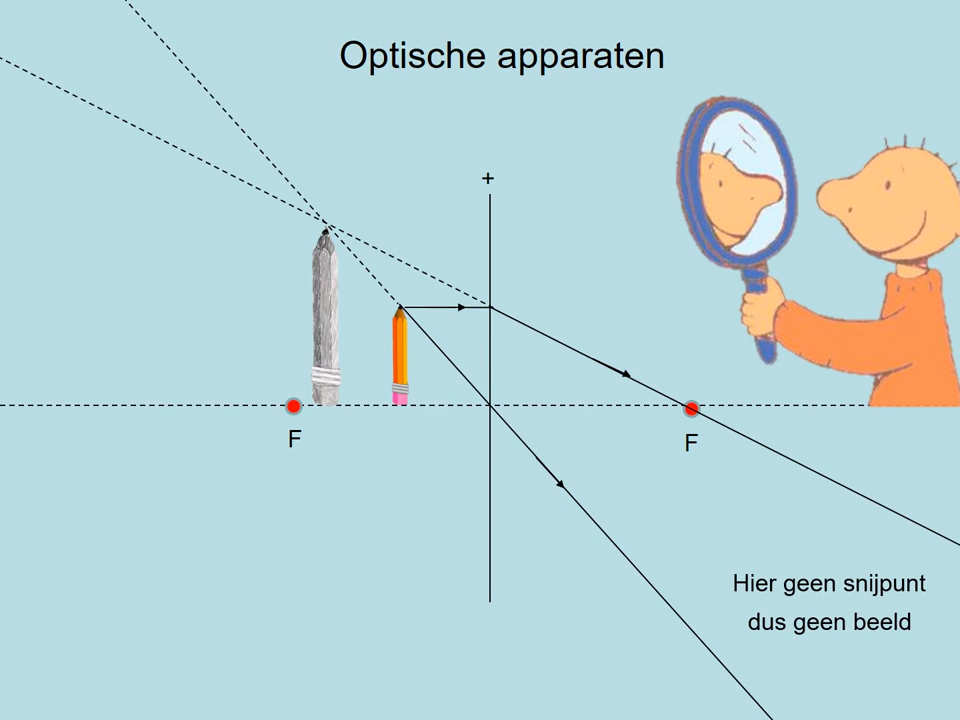 Optische apparaten
+
F
F
Hier geen snijpunt
dus geen beeld